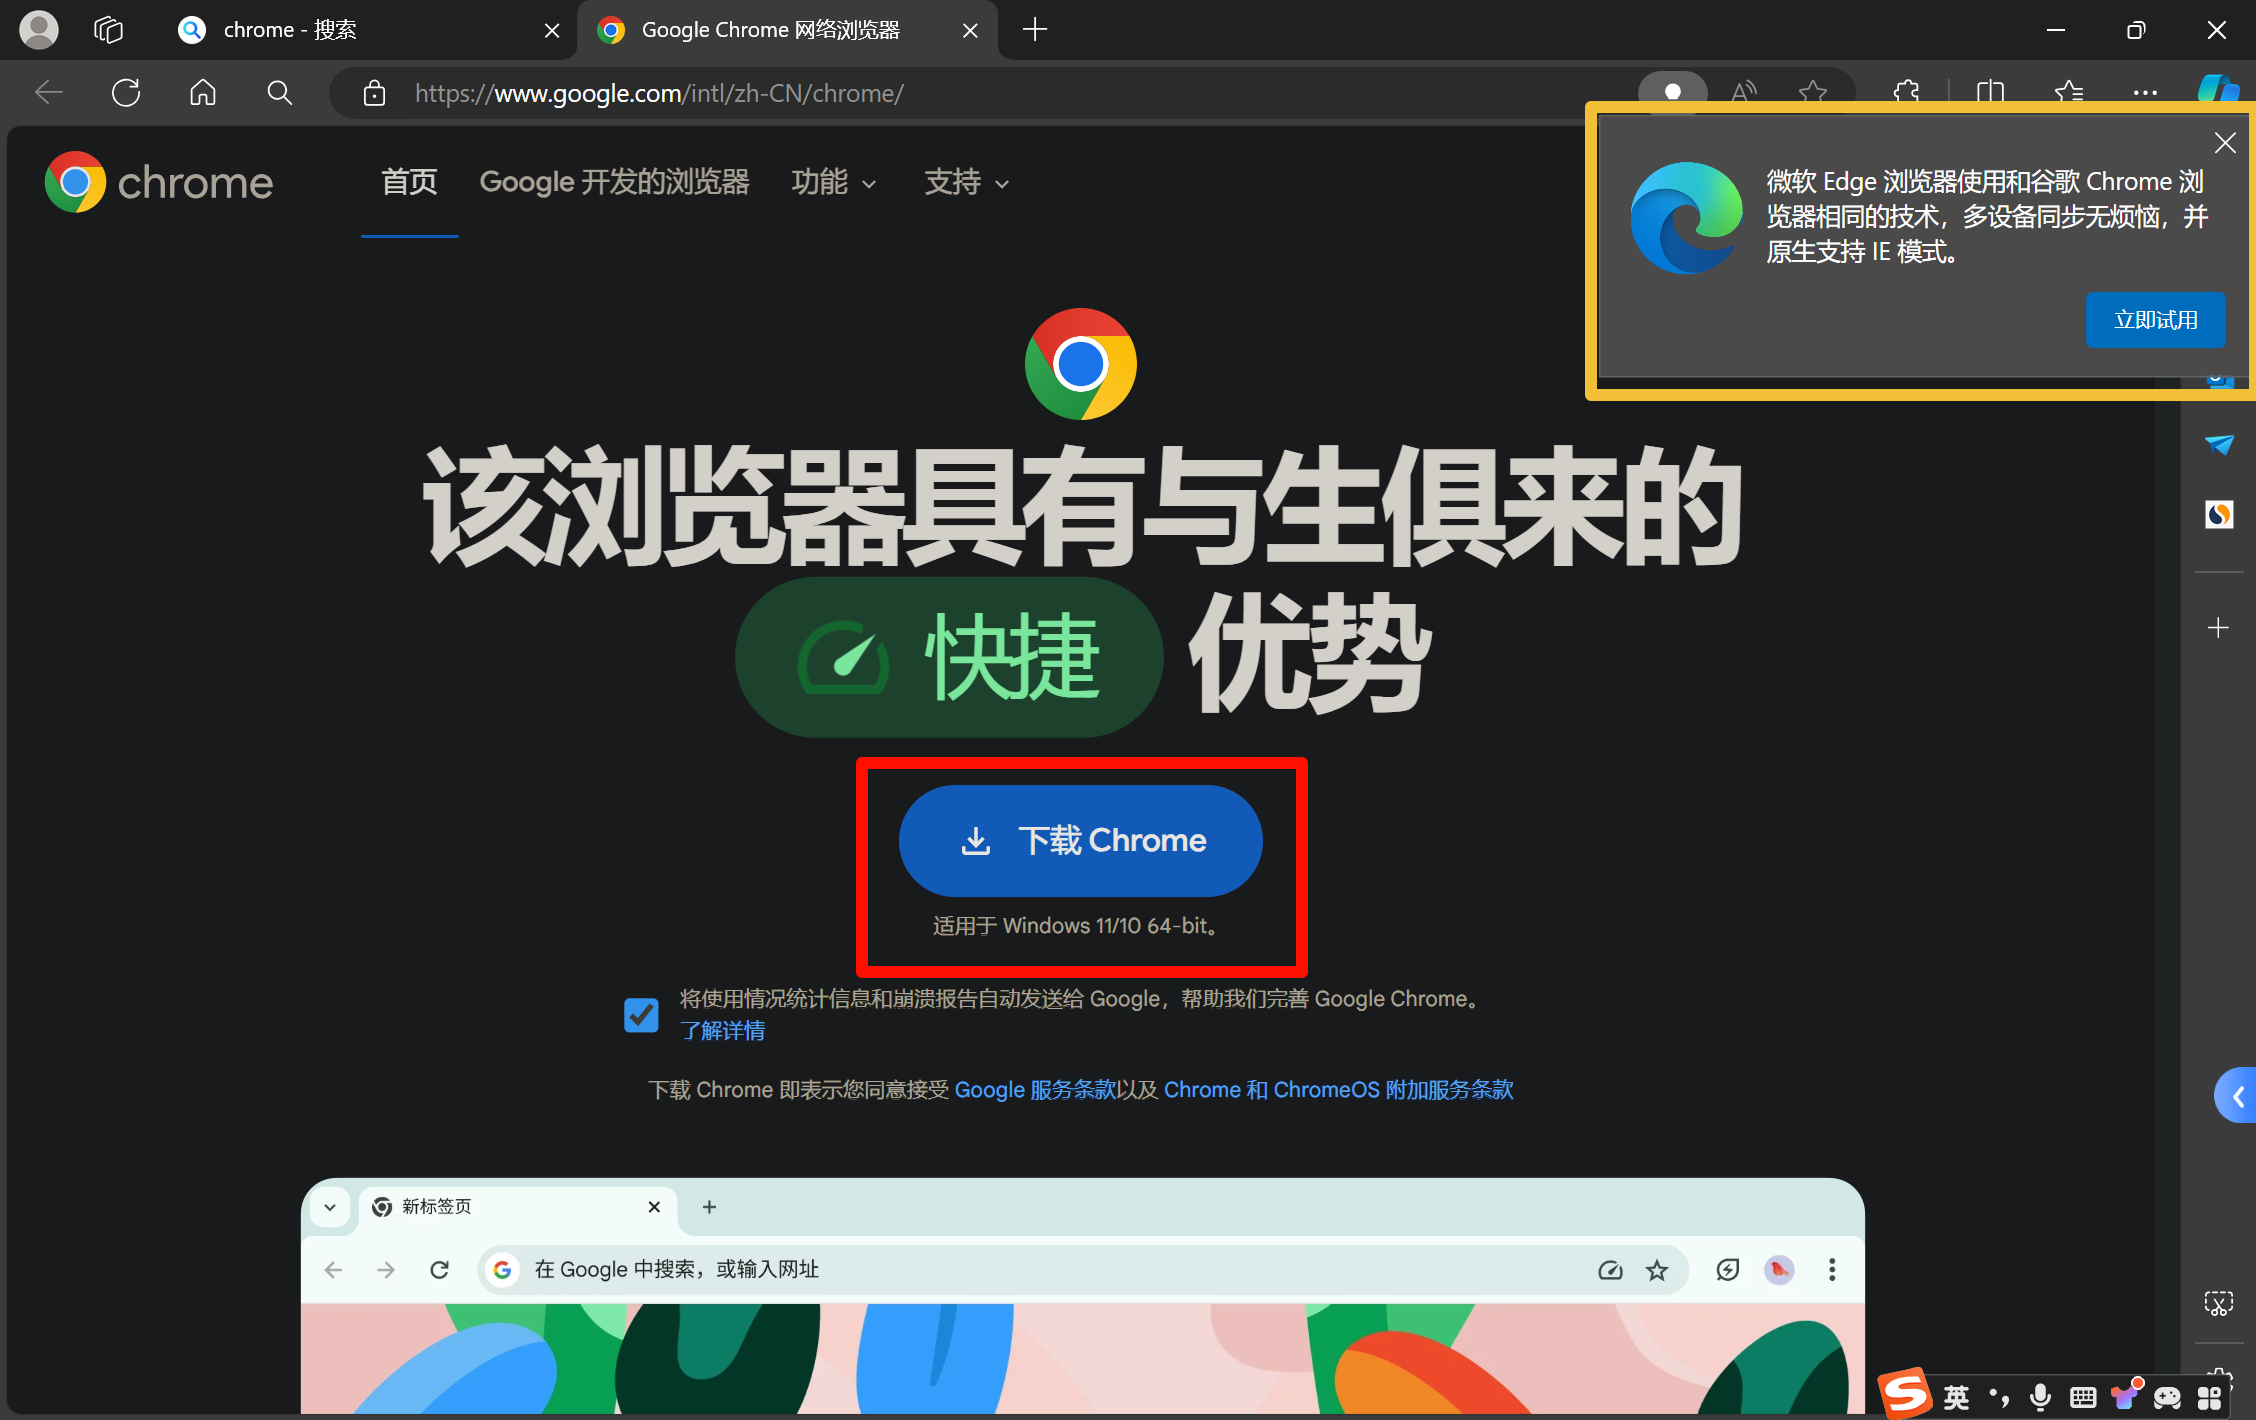 chrome - 搜索
Google Chrome 网络浏览器
https://www.google.com/intl/zh-CN/chrome/
chrome
首页
Google 开发的浏览器
功能
支持
微软 Edge 浏览器使用和谷歌 Chrome 浏
览器相同的技术，多设备同步无烦恼，并
原生支持 IE 模式。
立即试用
该浏览器具有与生俱来的
快捷 优势
下载 Chrome
适用于 Windows 11/10 64-bit。
将使用情况统计信息和崩溃报告自动发送给 Google，帮助我们完善 Google Chrome。
了解详情
下载 Chrome 即表示您同意接受 Google 服务条款以及 Chrome 和 ChromeOS 附加服务条款
新标签页
在 Google 中搜索，或输入网址
英